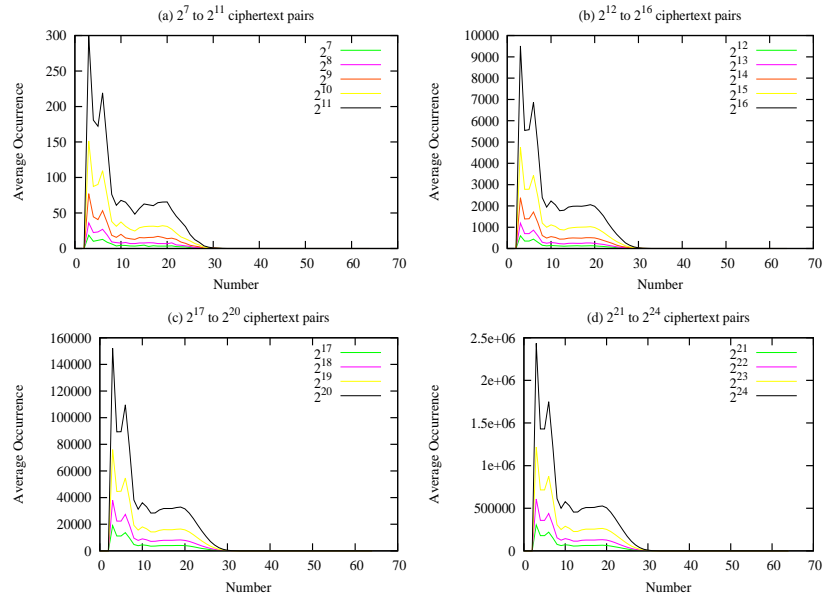 (a) 2^7 to 2^11 ciphertext pairs
300
250
200
150
100
50
0
0 10 20 30 40 50 60 70
Average Occurrence
Number
2^7
2^8
2^9
2^10
2^11
(b) 2^12 to 2^16 ciphertext pairs
10000
9000
8000
7000
6000
5000
4000
3000
2000
1000
0
0 10 20 30 40 50 60 70
Average Occurrence
Number
2^12
2^13
2^14
2^15
2^16
(c) 2^17 to 2^20 ciphertext pairs
160000
140000
120000
100000
80000
60000
40000
20000
0
0 10 20 30 40 50 60 70
Average Occurrence
Number
2^17
2^18
2^19
2^20
(d) 2^21 to 2^24 ciphertext pairs
2.5e+06
2e+06
1.5e+06
1e+06
500000
0
0 10 20 30 40 50 60 70
Average Occurrence
Number
2^21
2^22
2^23
2^24